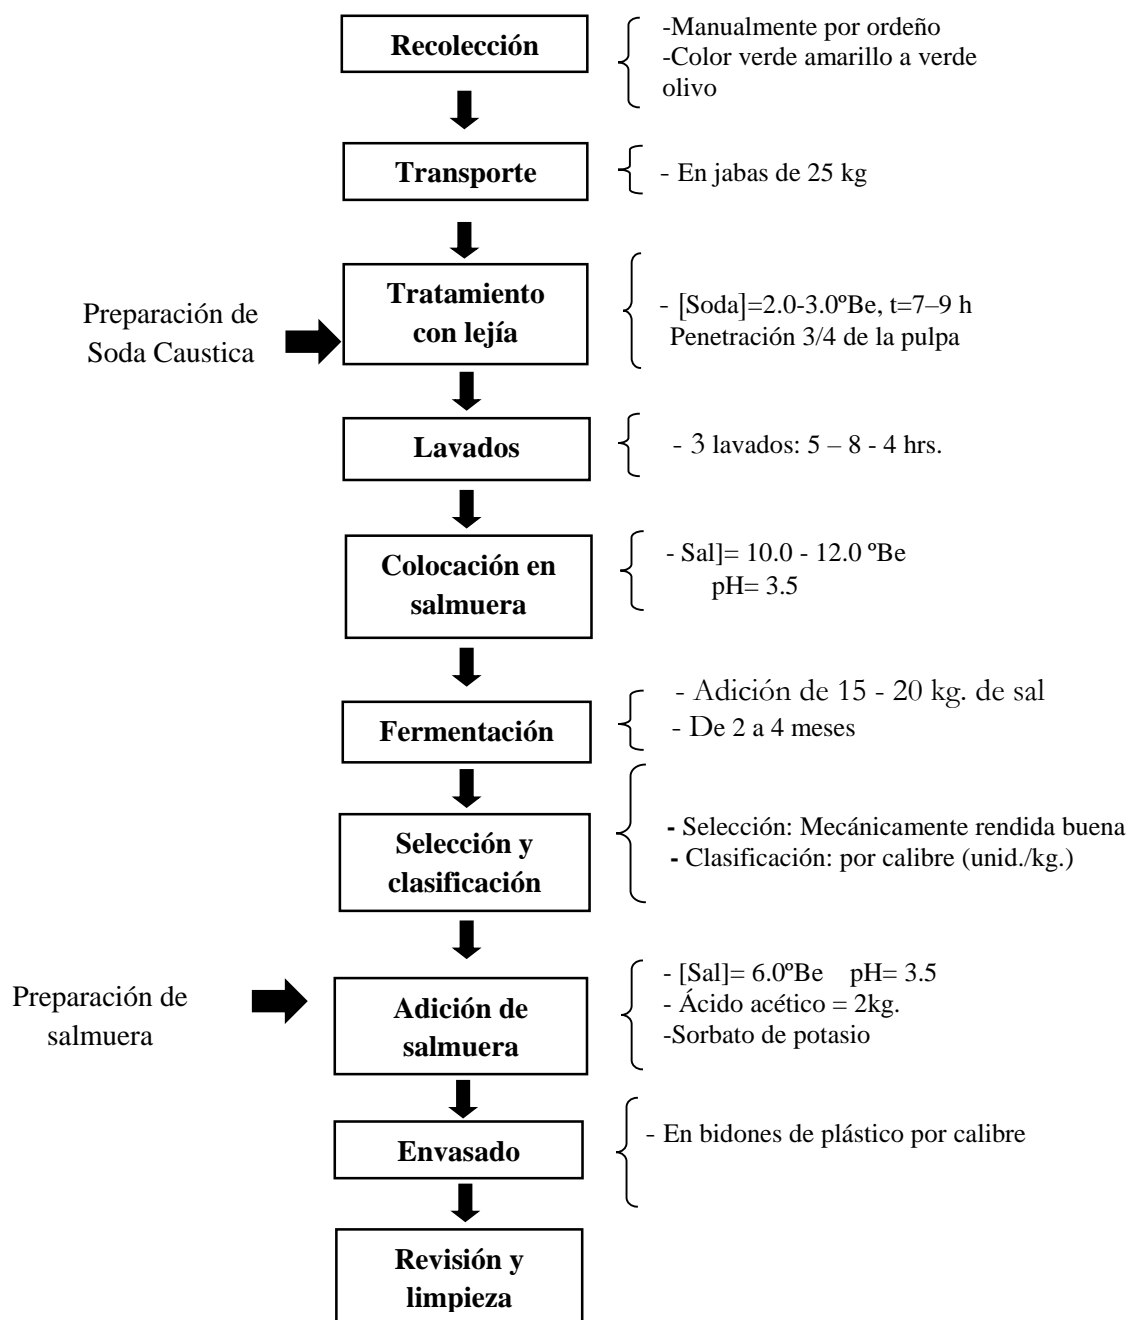 Recolección
-Manualmente por ordeño
-Color verde amarillo a verde
olivo
Transporte
- En jabas de 25 kg
Preparación de
Soda Caustica
Tratamiento
con lejía
- [Soda]=2.0-3.0ºBe, t=7–9 h
Penetración 3/4 de la pulpa
Lavados
- 3 lavados: 5 – 8 - 4 hrs.
Colocación en
salmuera
- Sal]= 10.0 - 12.0 ºBe
pH= 3.5
Fermentación
- Adición de 15 - 20 kg. de sal
- De 2 a 4 meses
Selección y
clasificación
- Selección: Mecánicamente rendida buena
- Clasificación: por calibre (unid./kg.)
Preparación de
salmuera
Adición de
salmuera
- [Sal]= 6.0ºBe    pH= 3.5
- Ácido acético = 2kg.
-Sorbato de potasio
Envasado
- En bidones de plástico por calibre
Revisión y
limpieza